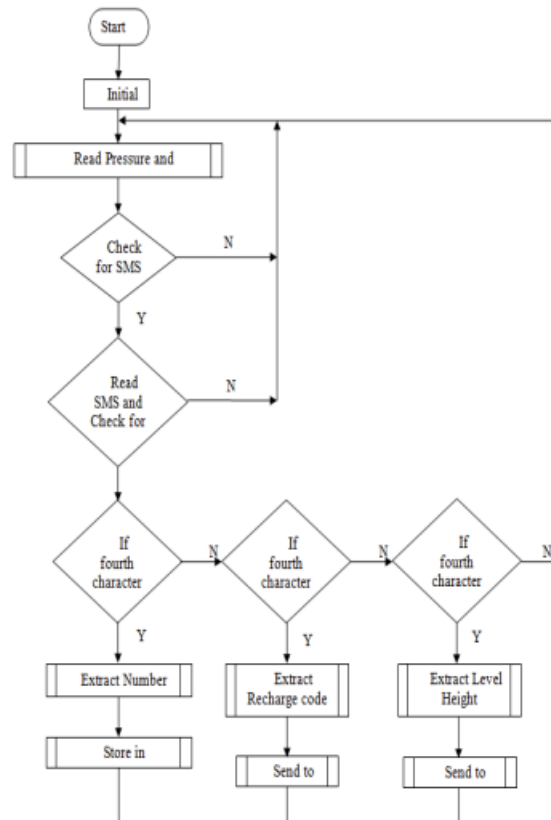 Start
Initial
Read Pressure and
Check
for SMS
N
Y
Read
SMS and
Check for
N
If
fourth
character
N
If
fourth
character
N
If
fourth
character
N
Y
Y
Y
Extract Number
Extract
Recharge code
Extract Level
Height
Store in
Send to
Send to